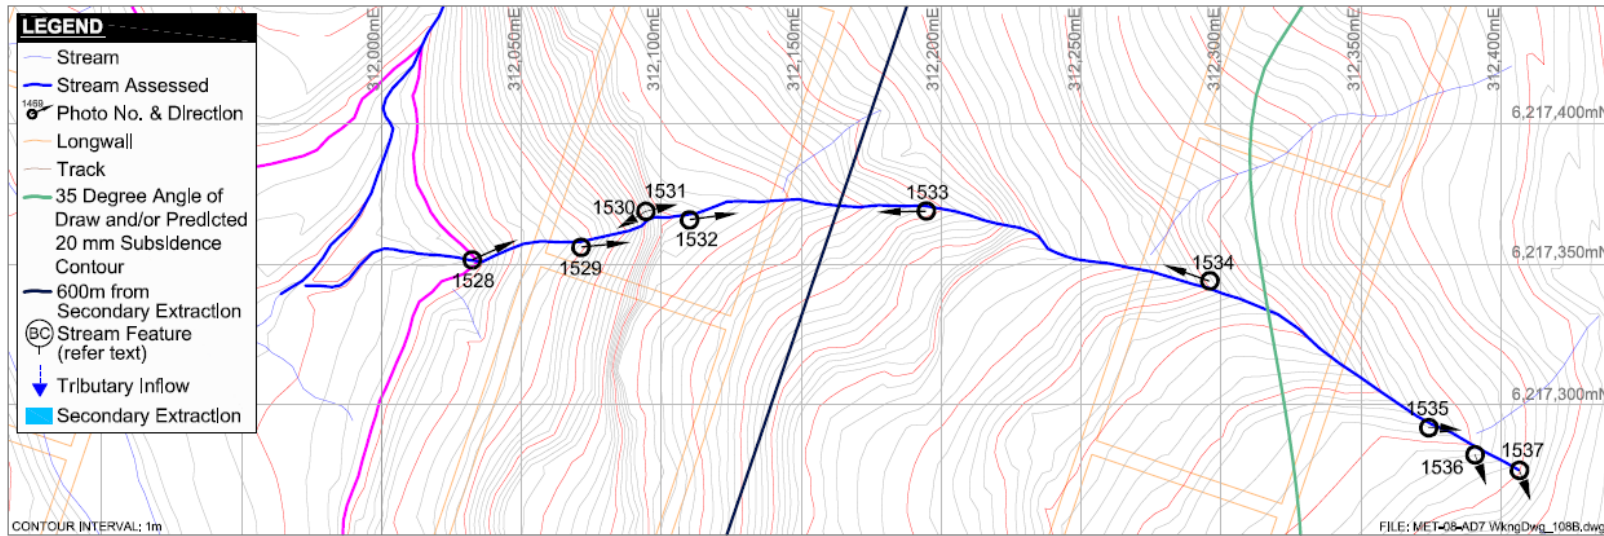 LEGEND
Stream
Stream Assessed
1469
Photo No. & Direction
Longwall
Track
35 Degree Angle of
Draw and/or Predicted
20 mm Subsidence
Contour
600m from
Secondary Extraction
BC
Stream Feature
(refer text)
Tributary Inflow
Secondary Extraction
CONTOUR INTERVAL: 1m
312,000mE
312,050mE
312,100mE
312,150mE
312,200mE
312,250mE
312,300mE
312,350mE
312,400mE
6,217,400mN
6,217,350mN
6,217,300mN
1528
1529
1530
1531
1532
1533
1534
1535
1536
1537
FILE: MET-08-AD7 WkngDwg_108B.dwg